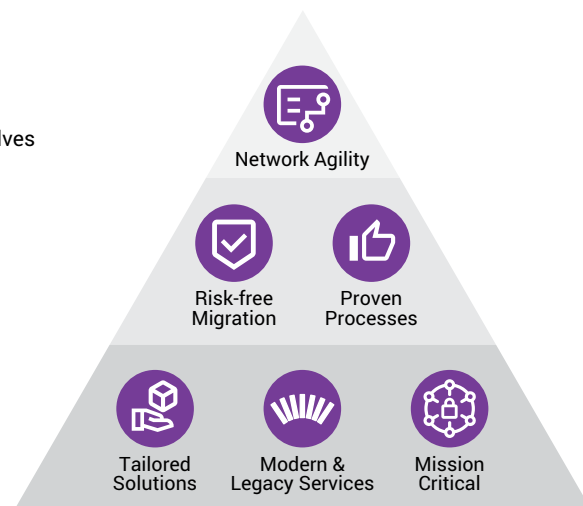 lves
Network Agility
Risk-free
Migration
Proven
Processes
Tailored
Solutions
Modern &
Legacy Services
Mission
Critical